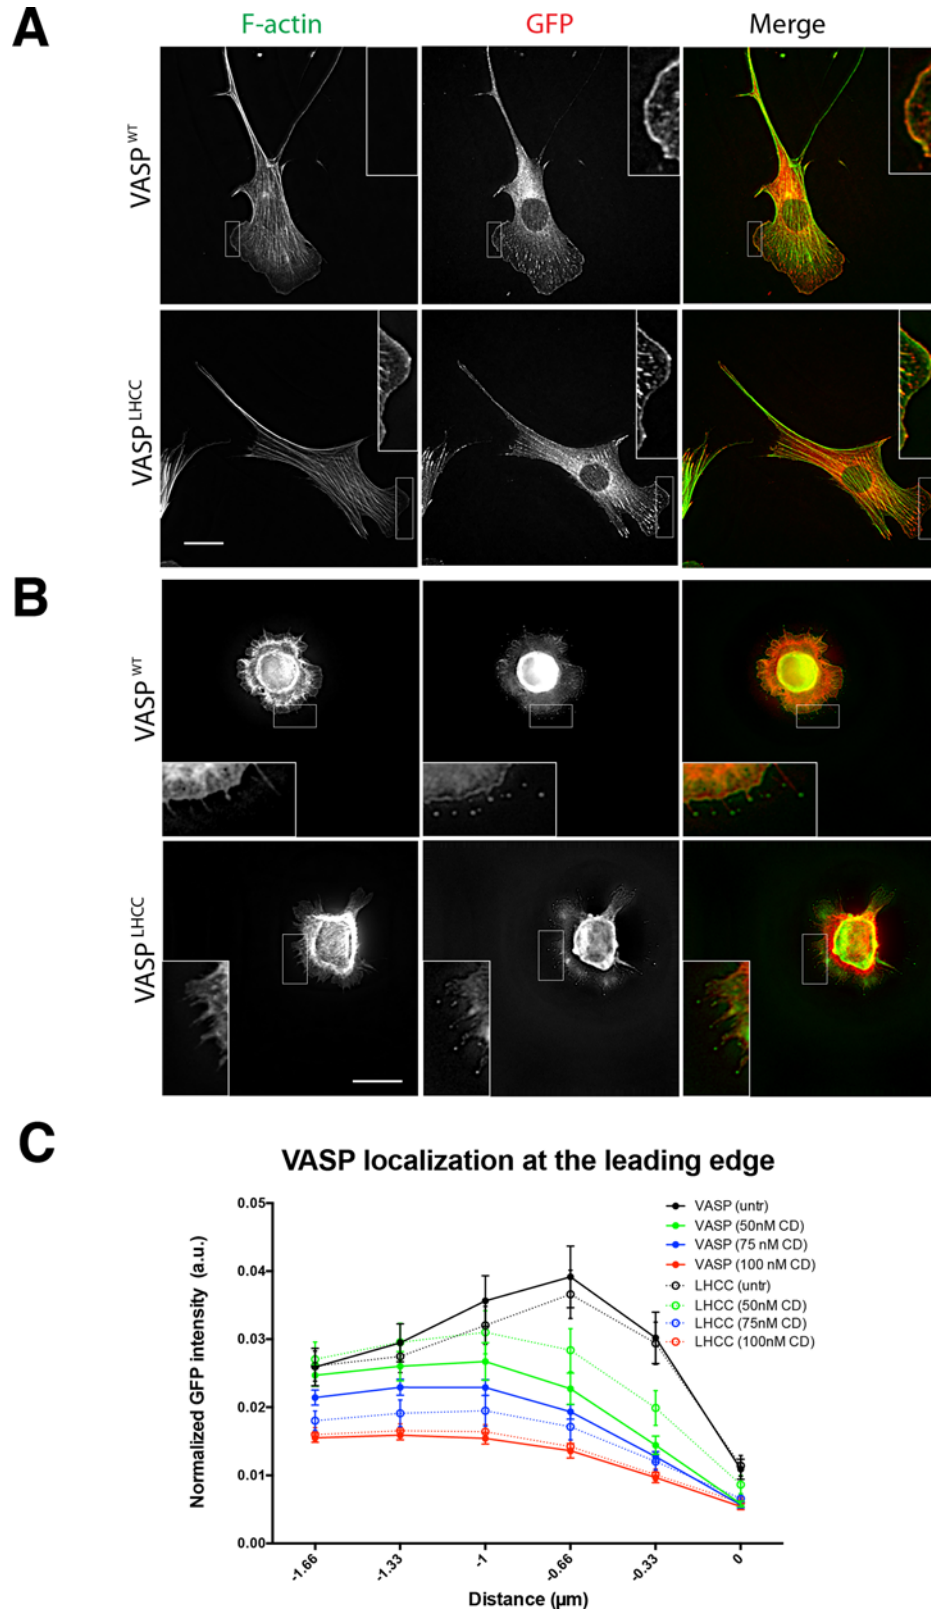 A
F-actin GFP Merge
VASP WT
VASP LHCC
B
VASP WT
VASP LHCC
C
VASP localization at the leading edge
Normalized GFP intensity (a.u.)
0.05
0.04
0.03
0.02
0.01
0.00
VASP (untr)
VASP (50nM CD)
VASP (75 nM CD)
VASP (100 nM CD)
LHCC (untr)
LHCC (50nM CD)
LHCC (75nM CD)
LHCC (100nM CD)
-1.66 -1.33 -1 -0.66 -0.33 0
Distance (µm)